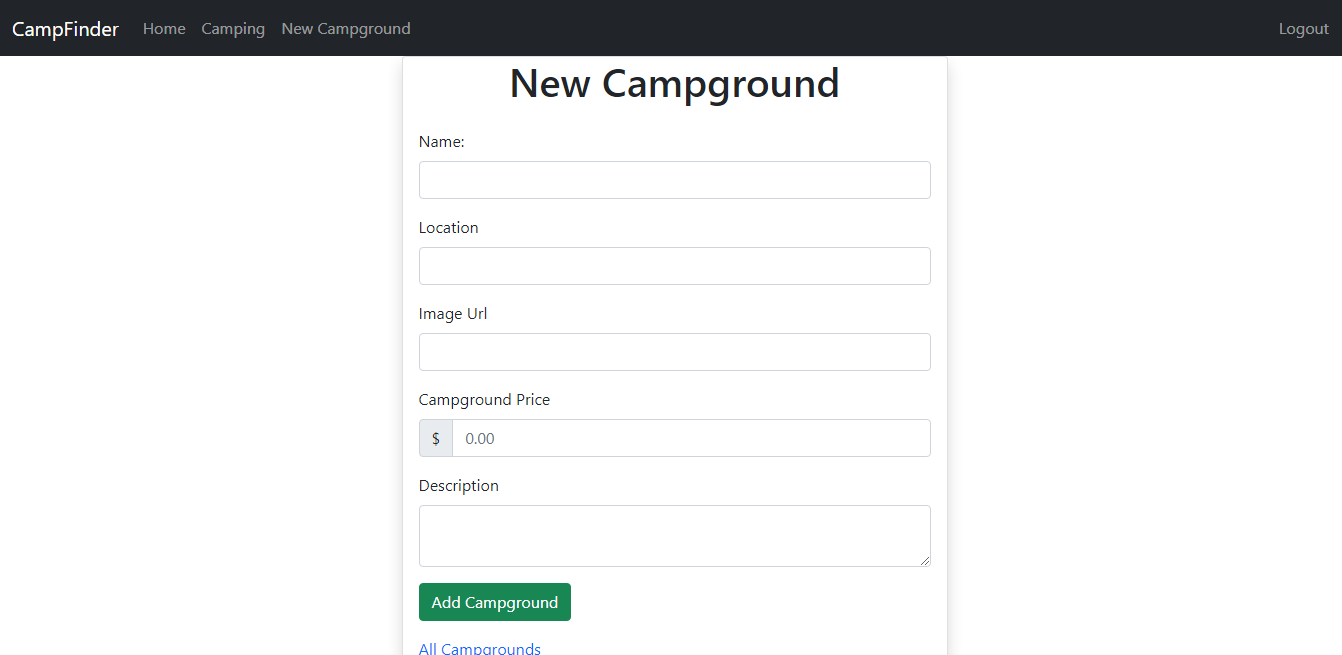 CampFinder Home Camping New Campground Logout
New Campground
Name:
Location
Image Url
Campground Price
$ 0.00
Description
Add Campground
All Campgrounds